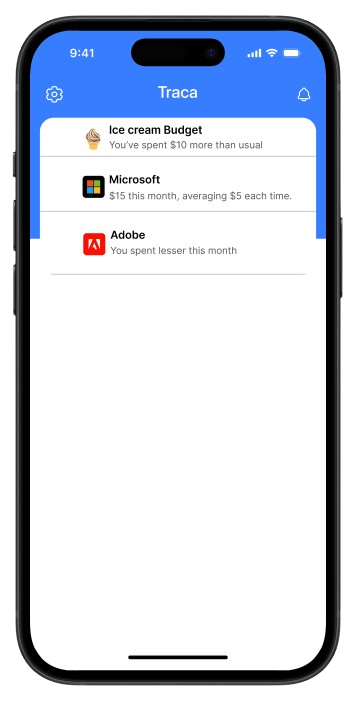 9:41
Traca
Ice cream Budget
You've spent $10 more than usual
Microsoft
$15 this month, averaging $5 each time.
Adobe
You spent lesser this month